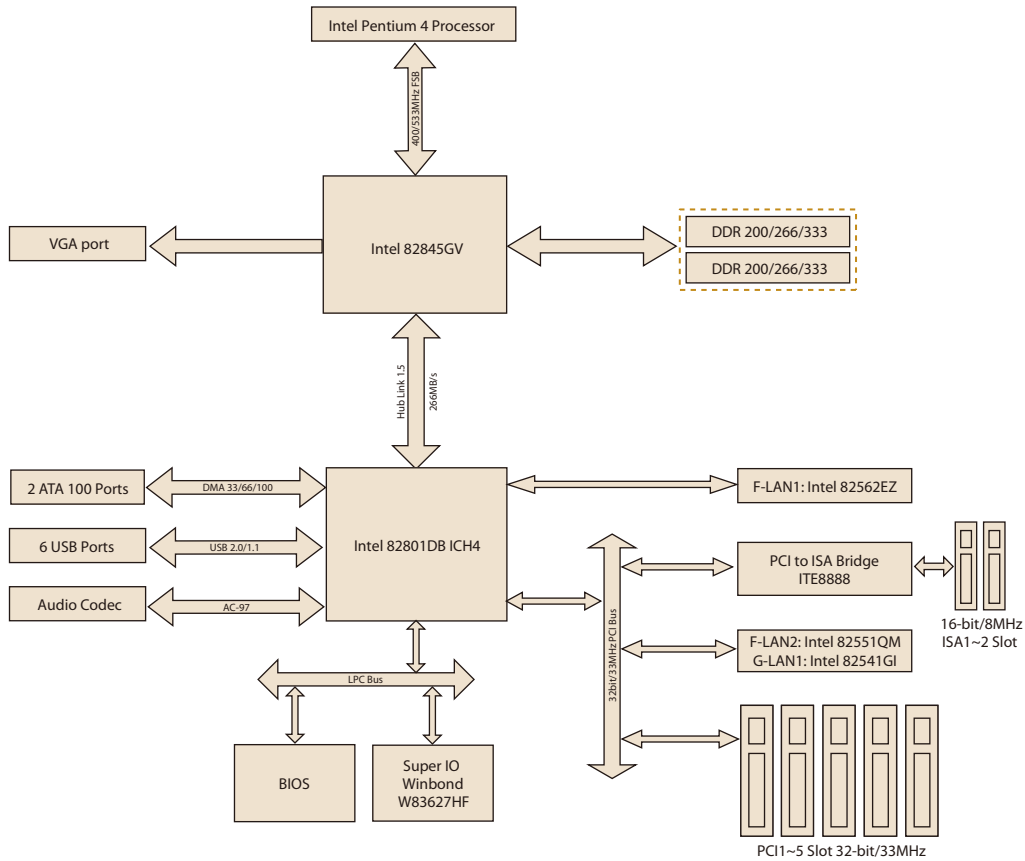 Intel Pentium 4 Processor
400/533MHz FSB
VGA port
Intel 82845GV
DDR 200/266/333
DDR 200/266/333
Hub Link 1.5
266MB/s
2 ATA 100 Ports
DMA 33/66/100
6 USB Ports
USB 2.0/1.1
Audio Codec
AC-97
Intel 82801DB ICH4
F-LAN1: Intel 82562EZ
PCI to ISA Bridge
ITE8888
16-bit/8MHz
ISA1~2 Slot
32bit/33MHz PCI Bus
F-LAN2: Intel 82551QM
G-LAN1: Intel 82541GI
LPC Bus
BIOS
Super IO
Winbond
W83627HF
PCI1~5 Slot 32-bit/33MHz